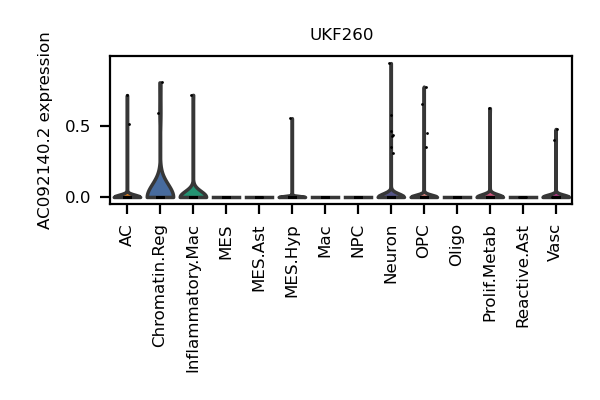 UKF260
AC092140.2 expression
0.5
0.0
AC
Chromatin.Reg
Inflammatory.Mac
MES
MES.Ast
MES.Hyp
Mac
NPC
Neuron
OPC
Oligo
Prolif.Metab
Reactive.Ast
Vasc